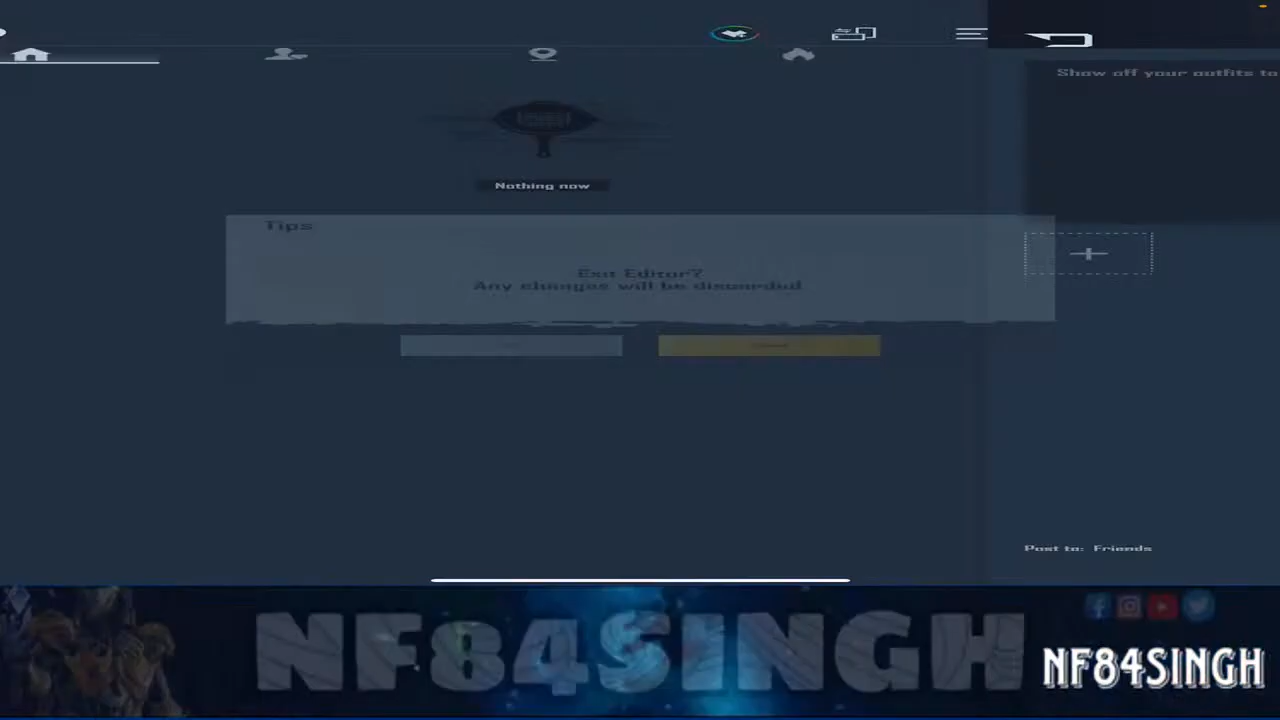 Show off your outfits to
Nothing now
Tips
Exit Editor?
Any changes will be discarded
Post to: Friends
NF84SINGH
NF84SINGH